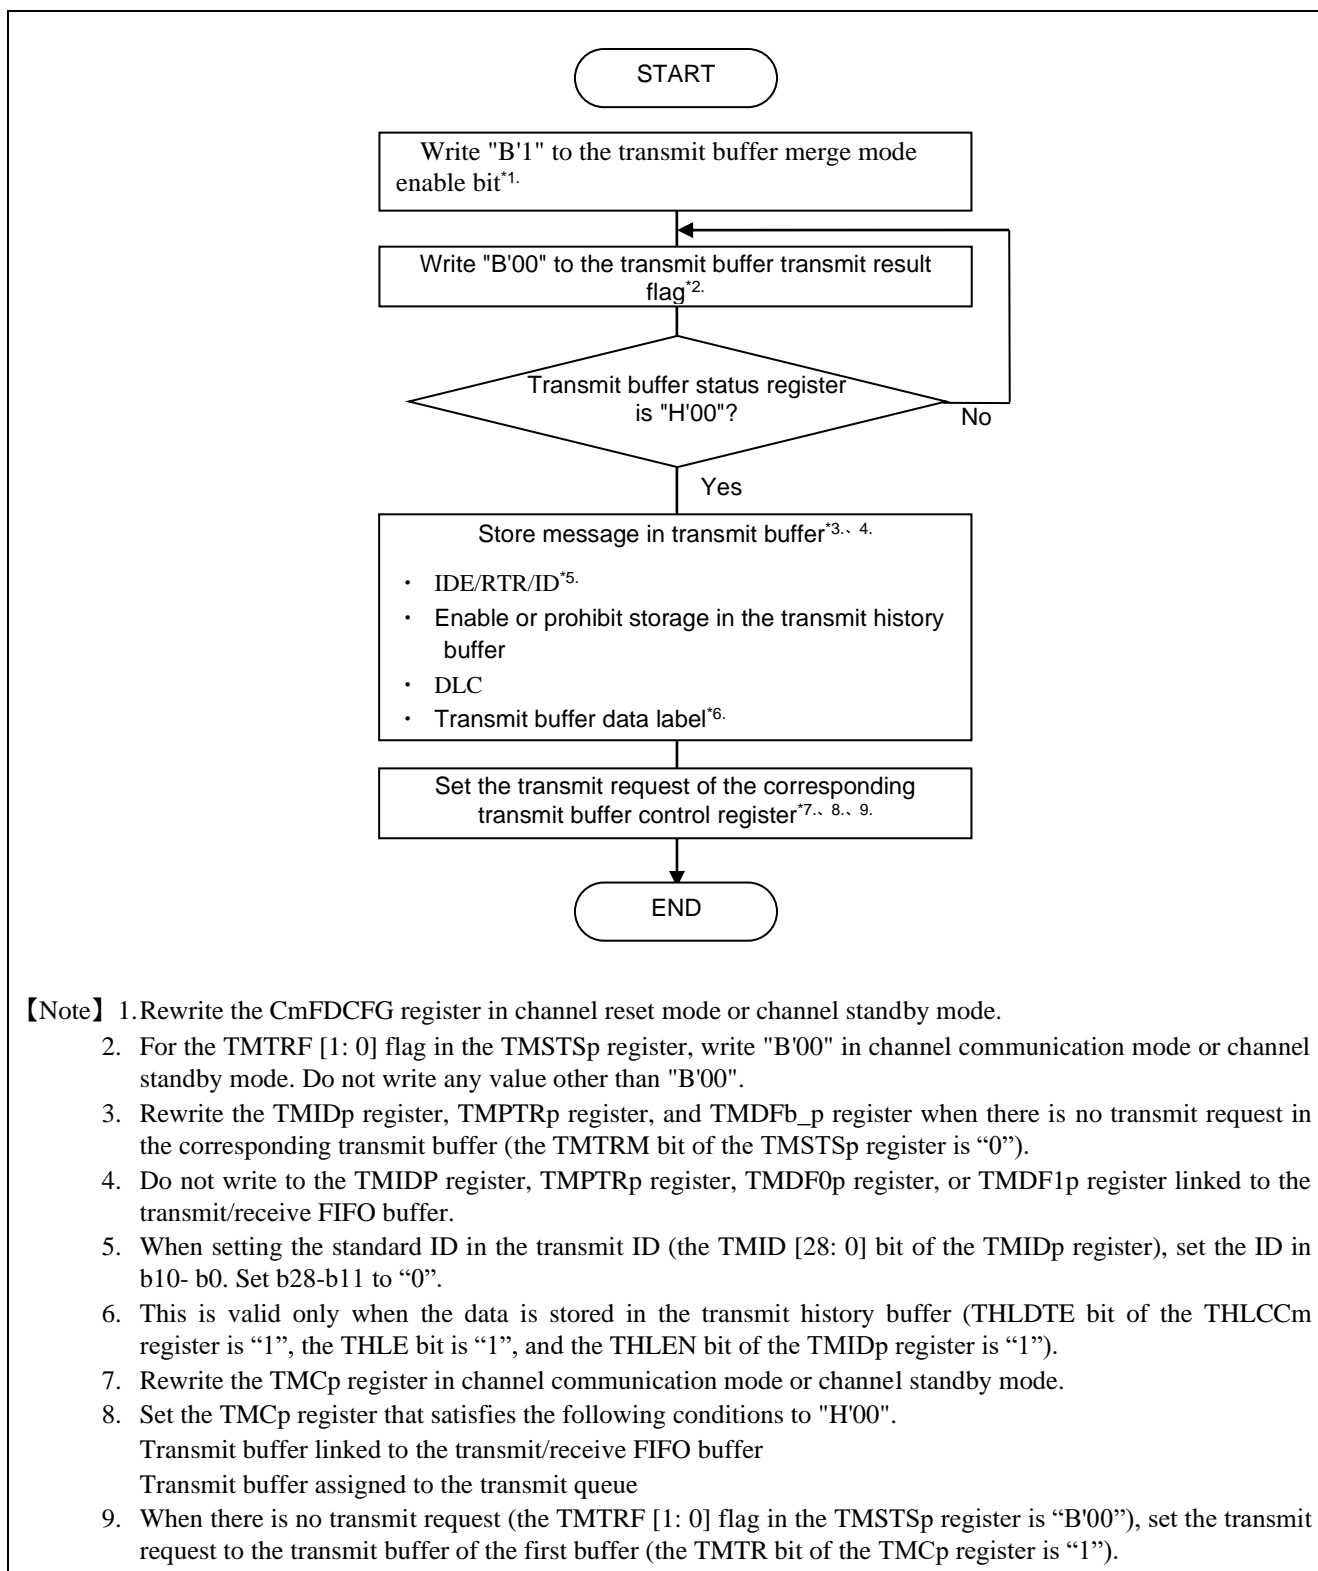 START
Write "B'1" to the transmit buffer merge mode
enable bit*1.
Write "B'00" to the transmit buffer transmit result
flag*2.
Transmit buffer status register
is "H'00"?
No
Yes
Store message in transmit buffer*3.、4.
・ IDE/RTR/ID*5.
・ Enable or prohibit storage in the transmit history
buffer
・ DLC
・ Transmit buffer data label*6.
Set the transmit request of the corresponding
transmit buffer control register*7.、8.、9.
END
【Note】 1. Rewrite the CmFDCFG register in channel reset mode or channel standby mode.
2. For the TMTRF [1: 0] flag in the TMSTSp register, write "B'00" in channel communication mode or channel
standby mode. Do not write any value other than "B'00".
3. Rewrite the TMIDp register, TMPTRp register, and TMDFb_p register when there is no transmit request in
the corresponding transmit buffer (the TMTRM bit of the TMSTSp register is “0”).
4. Do not write to the TMIDP register, TMPTRp register, TMDF0p register, or TMDF1p register linked to the
transmit/receive FIFO buffer.
5. When setting the standard ID in the transmit ID (the TMID [28: 0] bit of the TMIDp register), set the ID in
b10- b0. Set b28-b11 to “0”.
6. This is valid only when the data is stored in the transmit history buffer (THLDTE bit of the THLCCm
register is “1”, the THLE bit is “1”, and the THLEN bit of the TMIDp register is “1”).
7. Rewrite the TMCp register in channel communication mode or channel standby mode.
8. Set the TMCp register that satisfies the following conditions to "H'00".
Transmit buffer linked to the transmit/receive FIFO buffer
Transmit buffer assigned to the transmit queue
9. When there is no transmit request (the TMTRF [1: 0] flag in the TMSTSp register is “B'00”), set the transmit
request to the transmit buffer of the first buffer (the TMTR bit of the TMCp register is “1”).